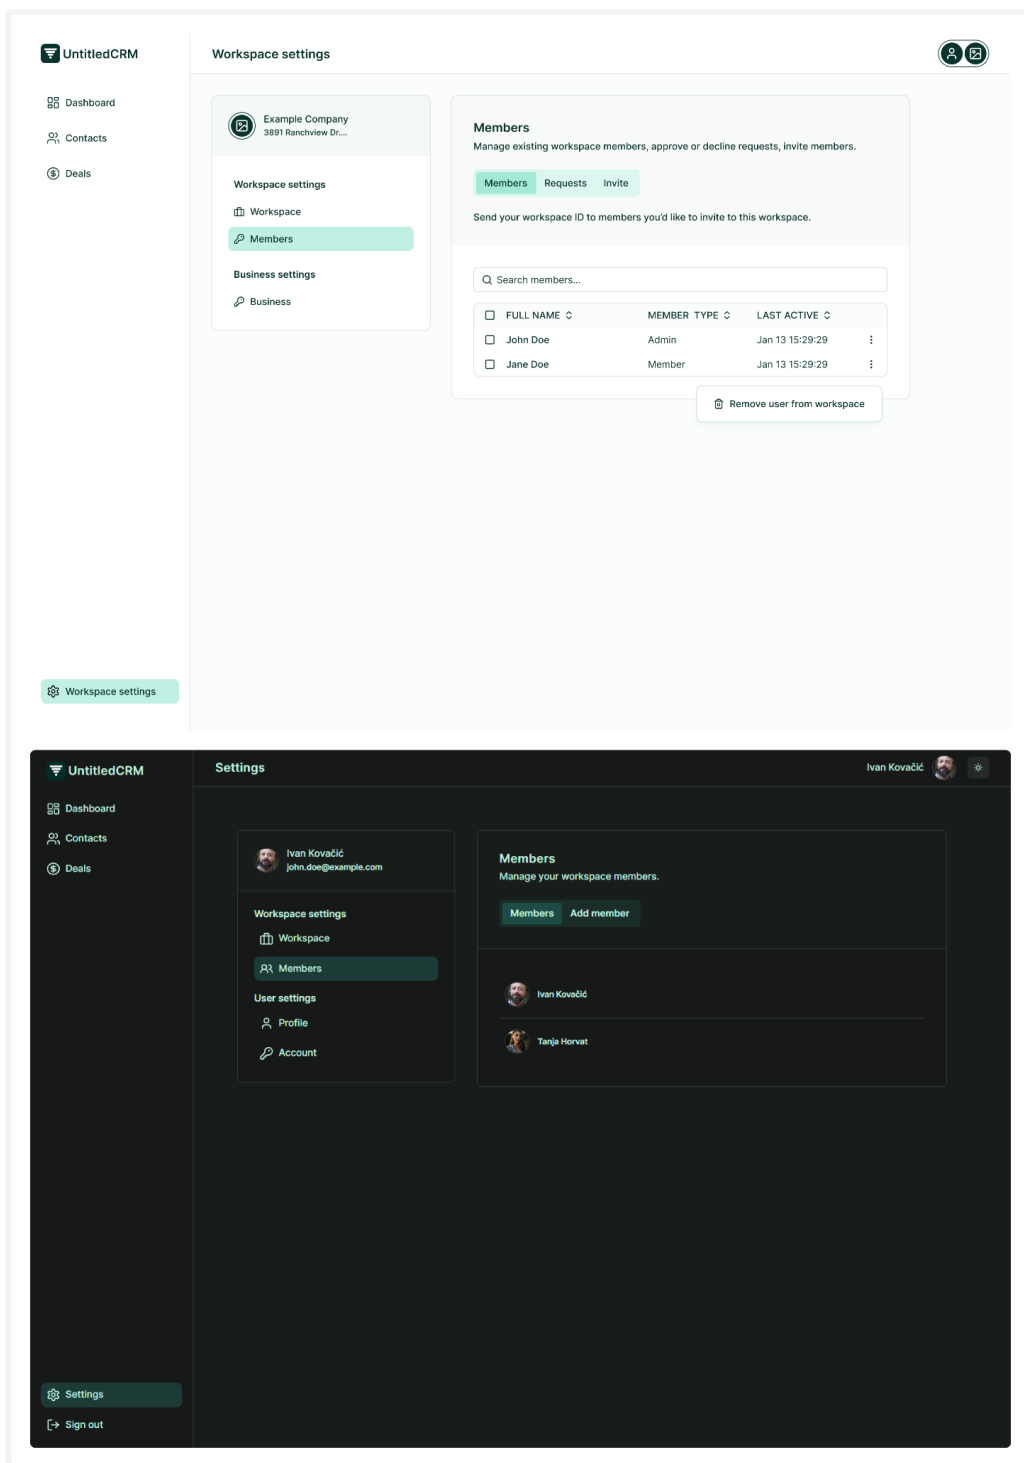 UntitledCRM
Workspace settings
Dashboard
Contacts
Deals
Example Company
3891 Ranchview Dr....
Workspace settings
Workspace
Members
Business settings
Business
Members
Manage existing workspace members, approve or decline requests, invite members.
Members Requests Invite
Send your workspace ID to members you'd like to invite to this workspace.
Search members...
FULL NAME MEMBER TYPE LAST ACTIVE
John Doe Admin Jan 13 15:29:29
Jane Doe Member Jan 13 15:29:29
Remove user from workspace
Workspace settings
UntitledCRM
Settings
Ivan Kovačić
Dashboard
Contacts
Deals
Ivan Kovačić
john.doe@example.com
Workspace settings
Workspace
Members
User settings
Profile
Account
Members
Manage your workspace members.
Members Add member
Ivan Kovačić
Tanja Horvat
Settings
Sign out